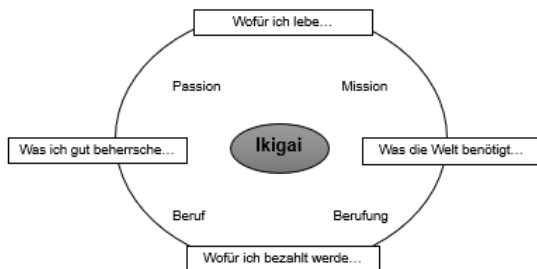 Wofür ich lebe...
Passion
Mission
Was ich gut beherrsche...
Ikigai
Was die Welt benötigt...
Beruf
Berufung
Wofür ich bezahlt werde...